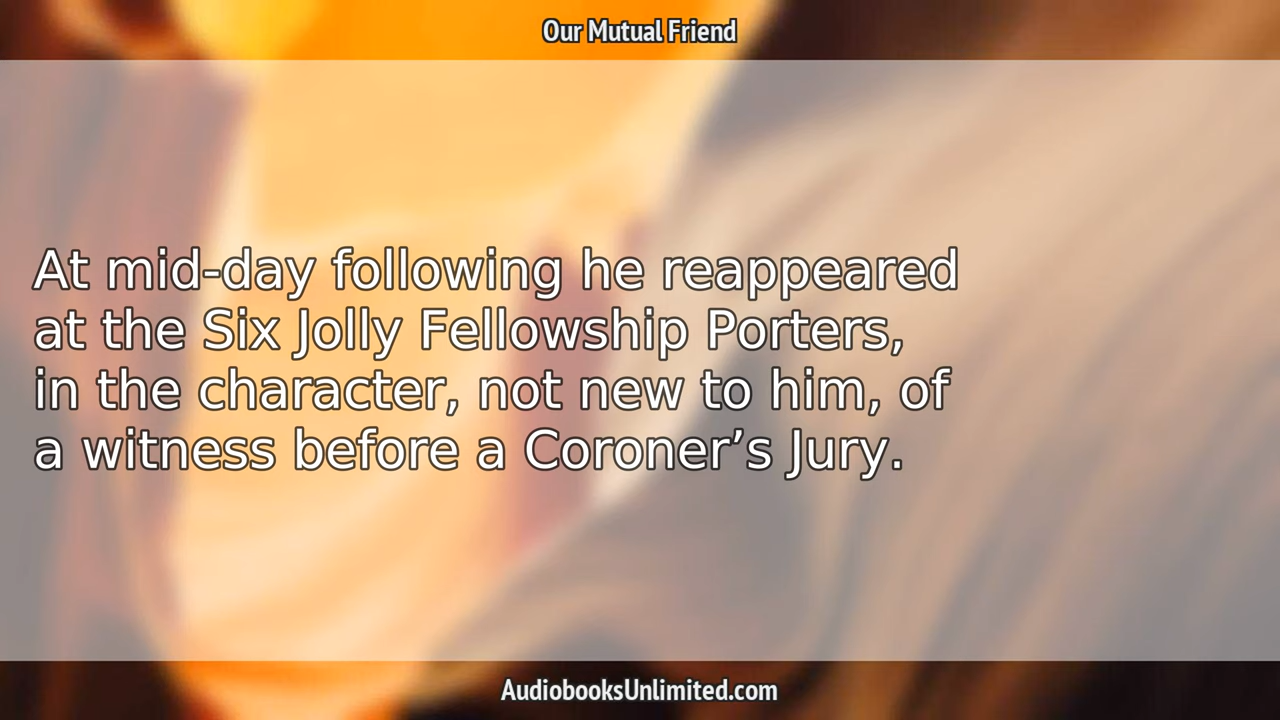 Our Mutual Friend
At mid-day following he reappeared
at the Six Jolly Fellowship Porters,
in the character, not new to him, of
a witness before a Coroner’s Jury.
AudiobooksUnlimited.com